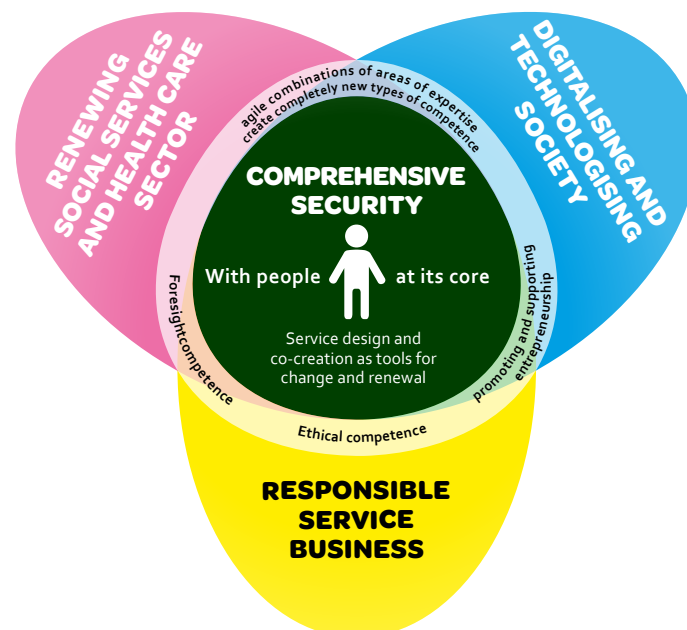 RENEWING
SOCIAL SERVICES
AND HEALTH CARE
SECTOR
DIGITALISING AND
TECHNOLOGISING
SOCIETY
agile combinations of areas of expertise
create completely new types of competence
COMPREHENSIVE
SECURITY
With people at its core
Service design and
co-creation as tools for
change and renewal
Foresightcompetence
promoting and supporting
entrepreneurship
Ethical competence
RESPONSIBLE
SERVICE
BUSINESS